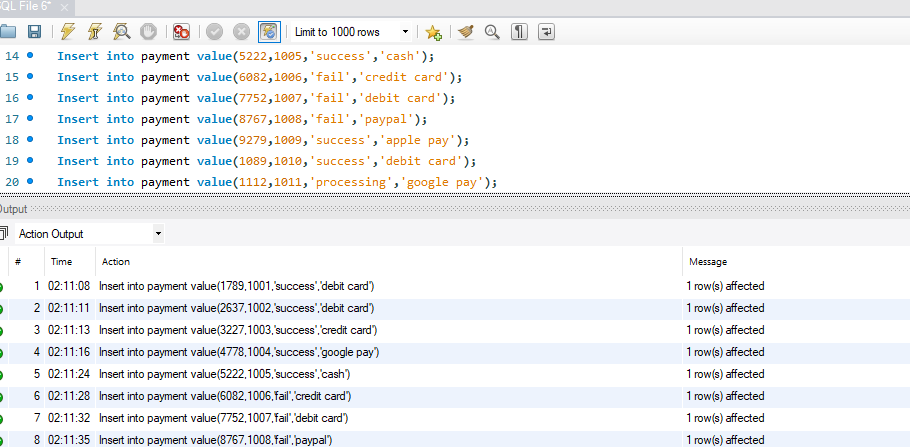 SQL File 6*
Limit to 1000 rows
14 Insert into payment value(5222,1005,'success','cash');
15 Insert into payment value(6082,1006,'fail','credit card');
16 Insert into payment value(7752,1007,'fail','debit card');
17 Insert into payment value(8767,1008,'fail','paypal');
18 Insert into payment value(9279,1009,'success','apple pay');
19 Insert into payment value(1089,1010,'success','debit card');
20 Insert into payment value(1112,1011,'processing','google pay');
Output
Action Output
# Time Action Message
1 02:11:08 Insert into payment value(1789,1001,'success','debit card') 1 row(s) affected
2 02:11:11 Insert into payment value(2637,1002,'success','debit card') 1 row(s) affected
3 02:11:13 Insert into payment value(3227,1003,'success','credit card') 1 row(s) affected
4 02:11:16 Insert into payment value(4778,1004,'success','google pay') 1 row(s) affected
5 02:11:24 Insert into payment value(5222,1005,'success','cash') 1 row(s) affected
6 02:11:28 Insert into payment value(6082,1006,'fail','credit card') 1 row(s) affected
7 02:11:32 Insert into payment value(7752,1007,'fail','debit card') 1 row(s) affected
8 02:11:35 Insert into payment value(8767,1008,'fail','paypal') 1 row(s) affected